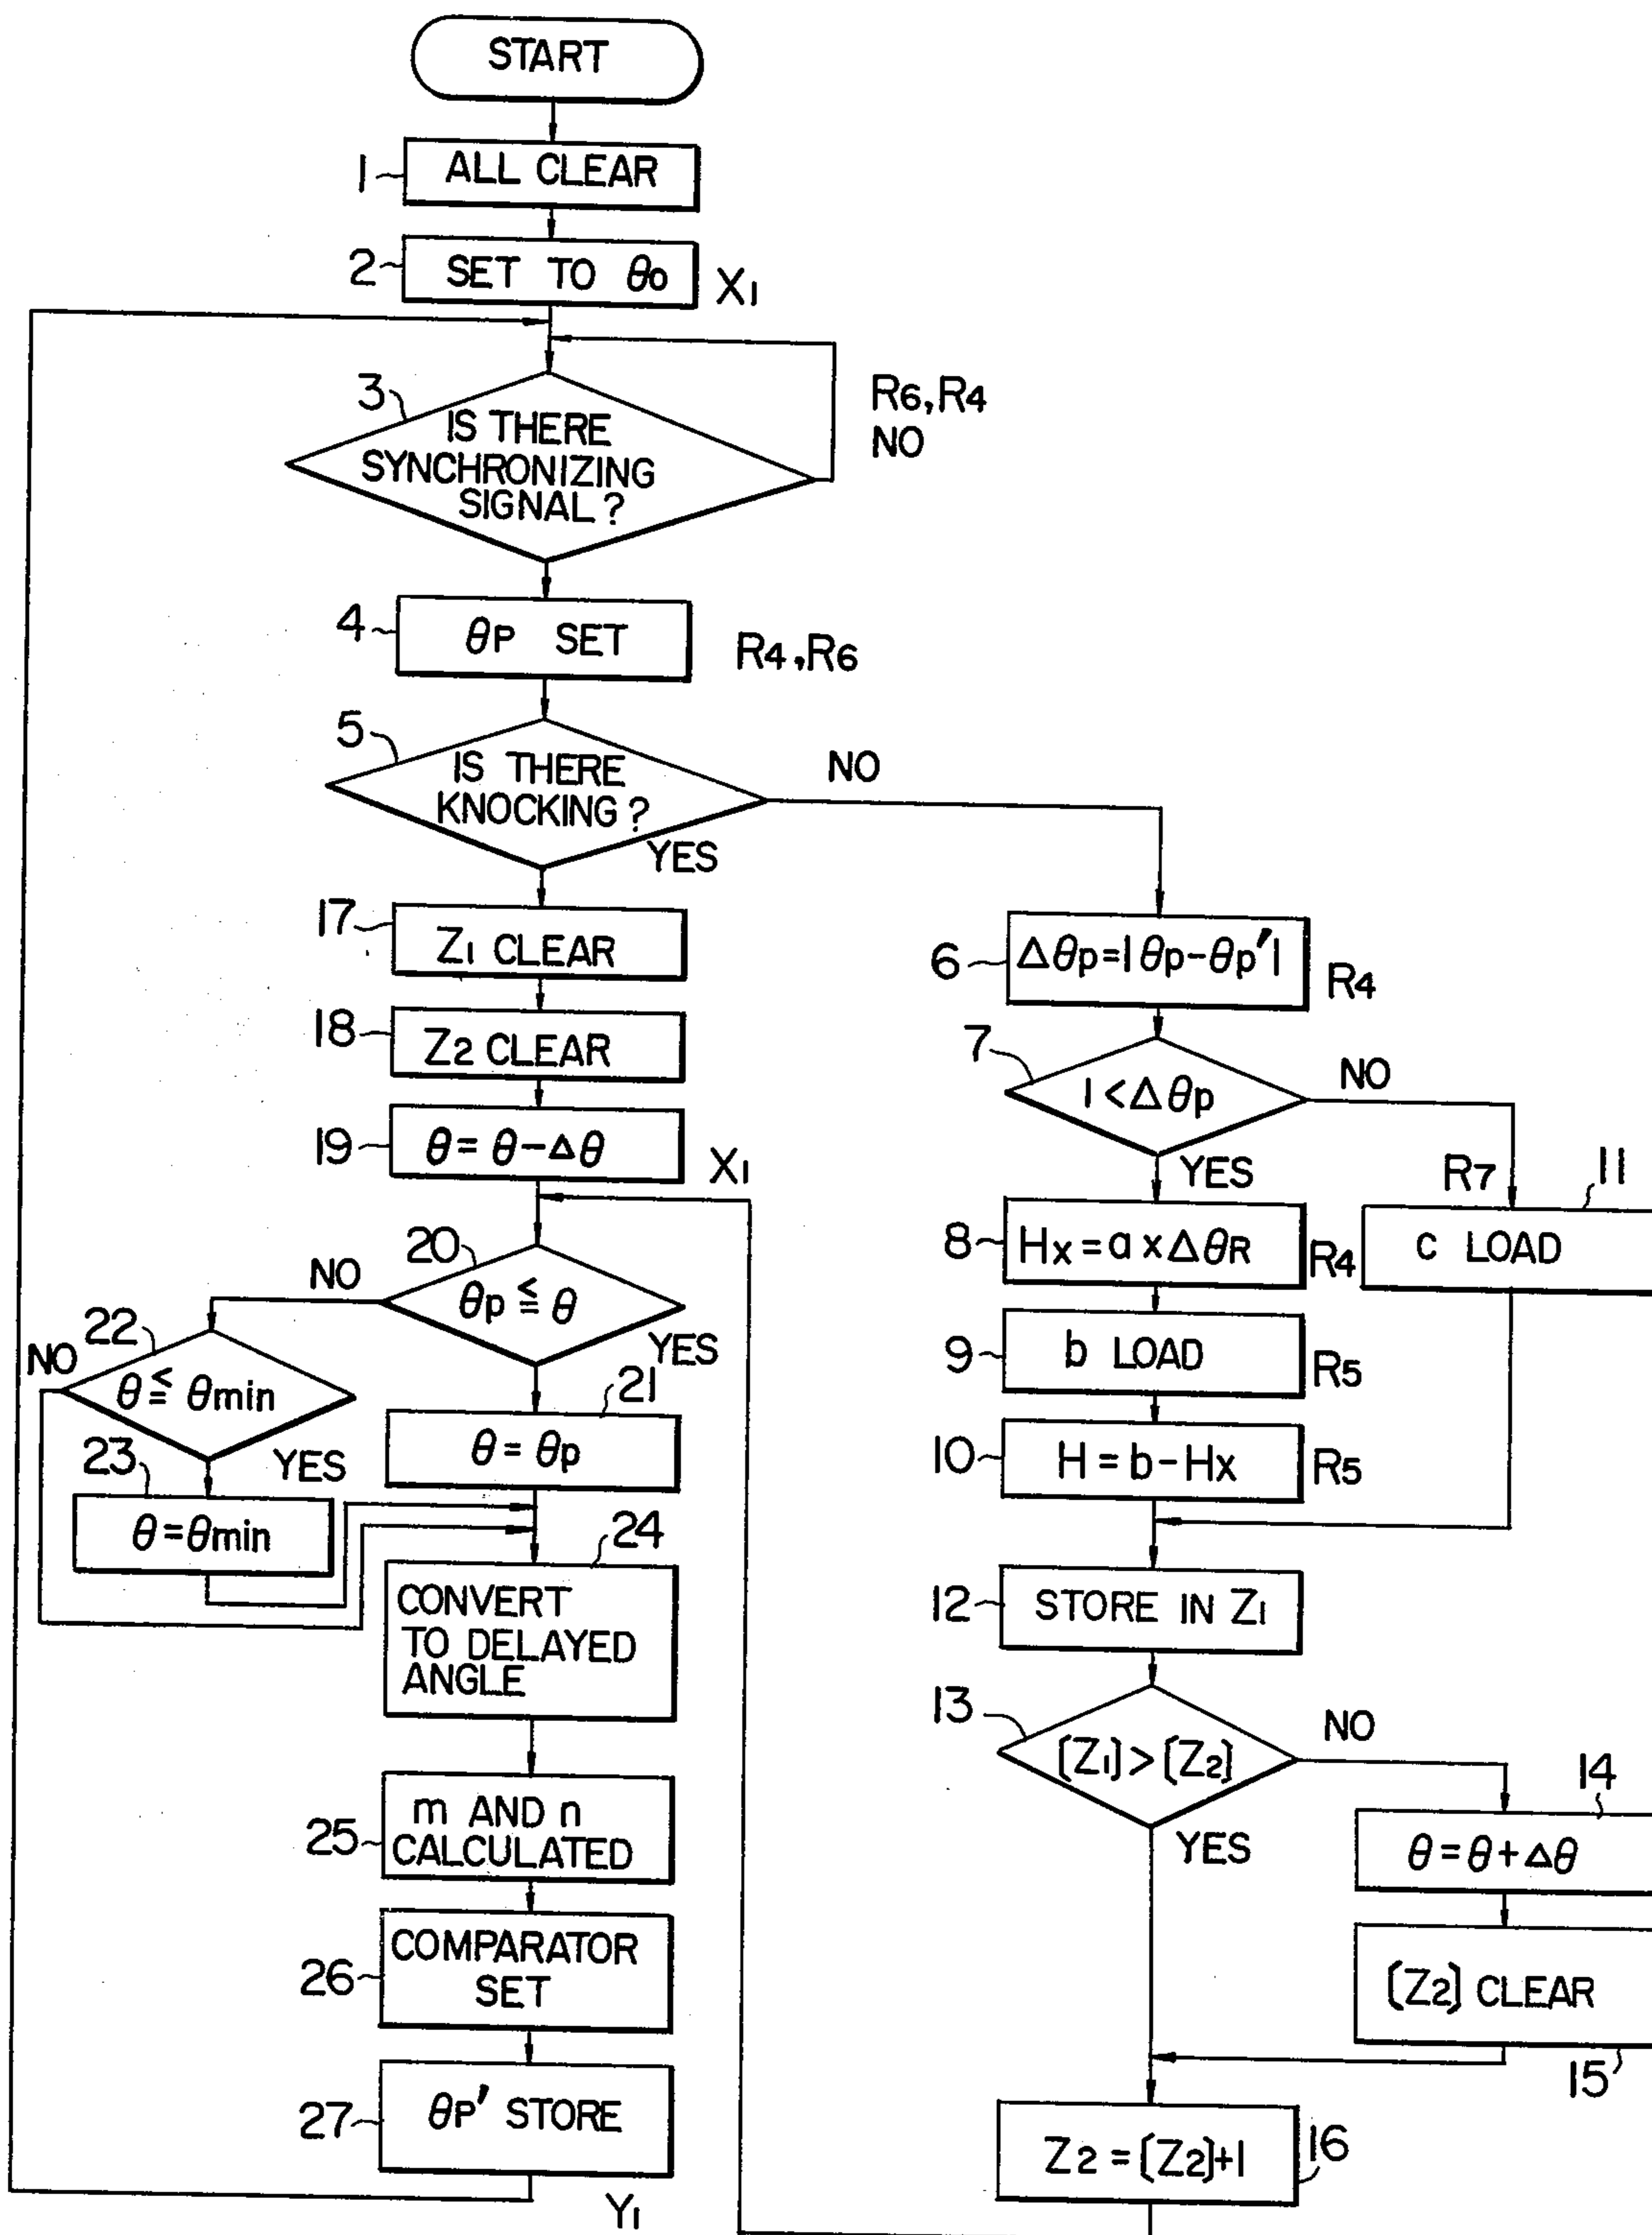 START
1
ALL CLEAR
2
SET TO θo
X1
3
IS THERE
SYNCHRONIZING
SIGNAL?
R6,R4
NO
4
θP SET
R4,R6
5
IS THERE
KNOCKING?
NO
YES
17
Z1 CLEAR
18
Z2 CLEAR
19
θ = θ-Δθ
X1
20
θp ≦ θ
NO
YES
22
NO
θ ≦ θmin
YES
21
θ = θp
23
θ=θmin
24
CONVERT
TO DELAYED
ANGLE
25
m AND n
CALCULATED
26
COMPARATOR
SET
27
θP' STORE
Y1
6
Δθp=|θp-θp'|
R4
7
1<Δθp
NO
YES
R7
11
c LOAD
8
Hx = a x ΔθR
R4
9
b LOAD
R5
10
H = b-Hx
R5
12
STORE IN Z1
13
[Z1]>[Z2]
NO
YES
14
θ=θ+Δθ
[Z2] CLEAR
15
Z2=[Z2]+1
16